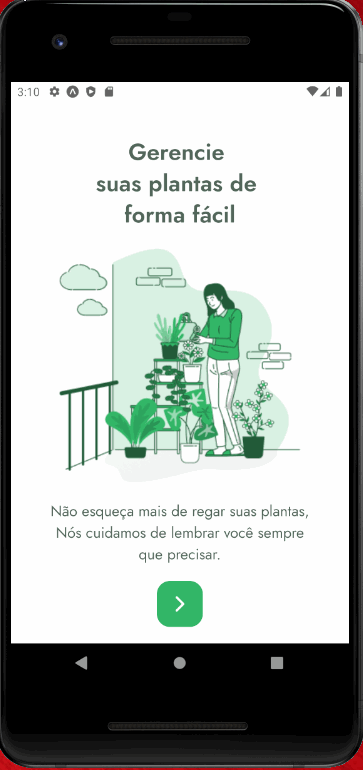 3:10
Gerencie
suas plantas de
forma fácil
Não esqueça mais de regar suas plantas,
Nós cuidamos de lembrar você sempre
que precisar.